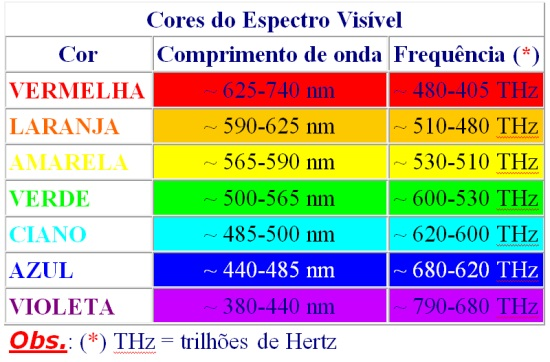 Cores do Espectro Visível
Cor Comprimento de onda Frequência (*)
VERMELHA ~ 625-740 nm ~ 480-405 THz
LARANJA ~ 590-625 nm ~ 510-480 THz
AMARELA ~ 565-590 nm ~ 530-510 THz
VERDE ~ 500-565 nm ~ 600-530 THz
CIANO ~ 485-500 nm ~ 620-600 THz
AZUL ~ 440-485 nm ~ 680-620 THz
VIOLETA ~ 380-440 nm ~ 790-680 THz
Obs.: (*) THz = trilhões de Hertz